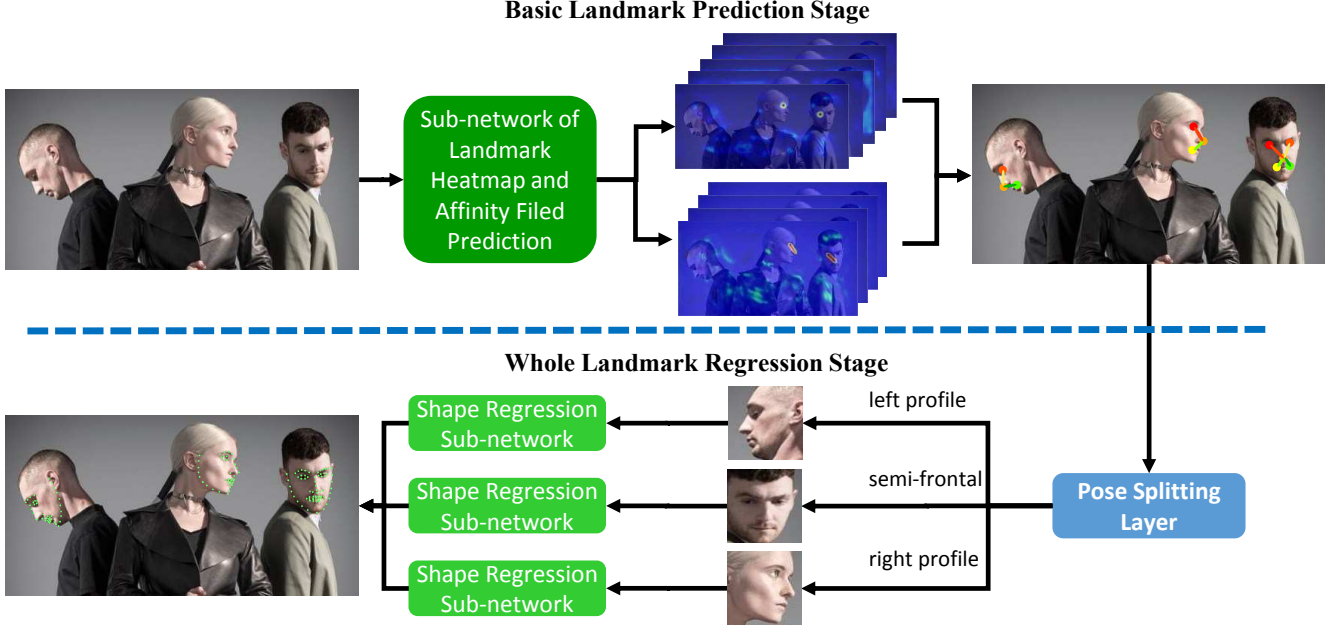 Basic Landmark Prediction Stage
Sub-network of
Landmark
Heatmap and
Affinity Filed
Prediction
Whole Landmark Regression Stage
Shape Regression
Sub-network
left profile
Shape Regression
Sub-network
semi-frontal
Pose Splitting
Layer
Shape Regression
Sub-network
right profile